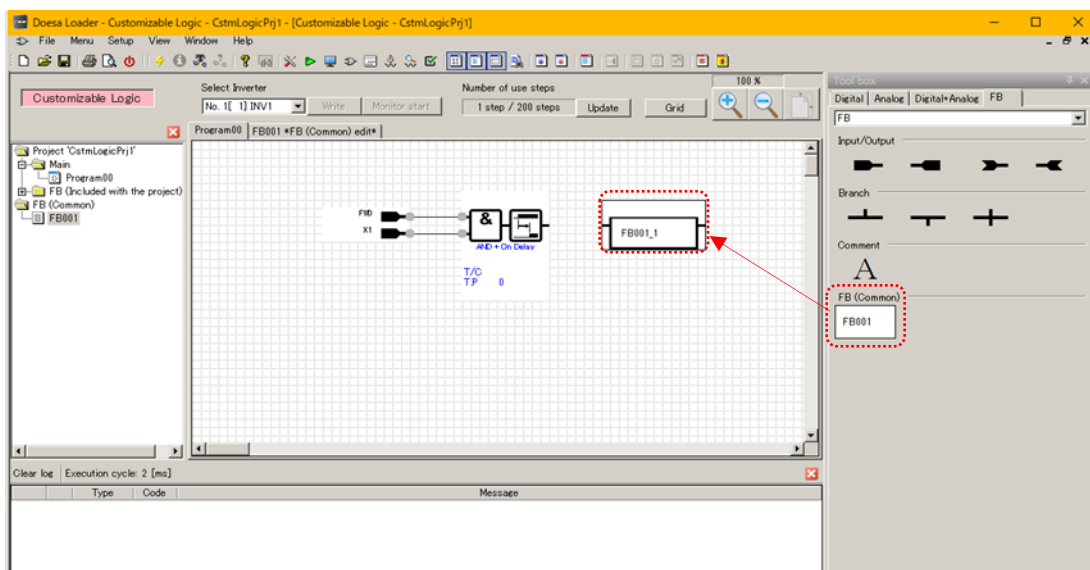 Doesa Loader - Customizable Logic - CstmLogicPrj1 - [Customizable Logic - CstmLogicPrj1]
File Menu Setup View Window Help
Customizable Logic
Select Inverter
No. 1[ 1] INV1
Write
Monitor start
Number of use steps
1 step / 200 steps
Update
Grid
100 %
Program00
FB001 *FB (Common) edit*
Project 'CstmLogicPrj1'
Main
Program00
FB (Included with the project)
FB (Common)
FB001
FWD
X1
&
AND + On Delay
T/C
T.P 0
FB001_1
Tool box
Digital Analog Digital+Analog FB
FB
Input/Output
Branch
Comment
A
FB (Common)
FB001
Clear log Execution cycle: 2 [ms]
Type Code Message